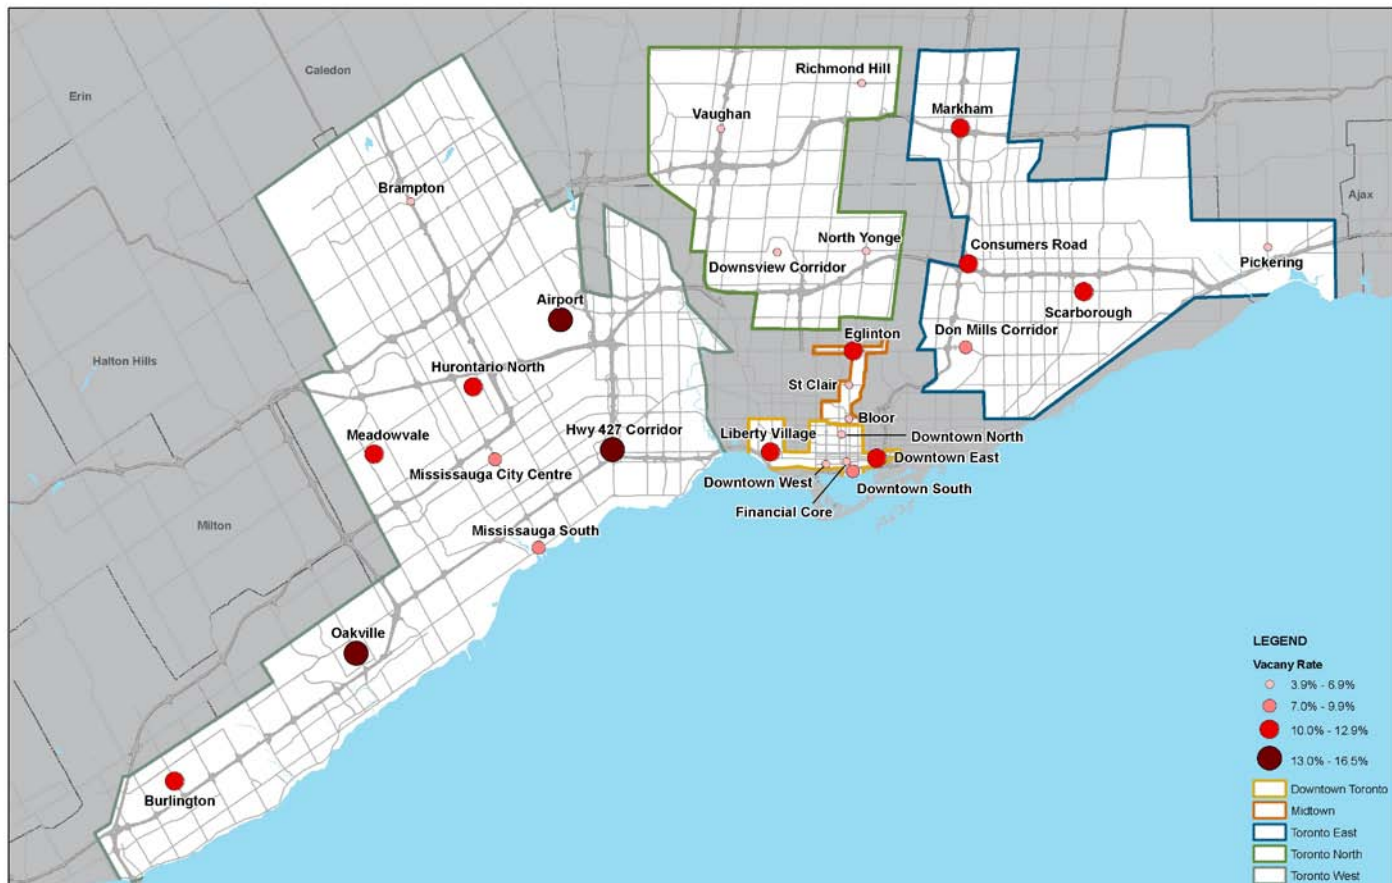 Caledon
Erin
Richmond Hill
Vaughan
Markham
Brampton
Ajax
North Yonge
Downsview Corridor
Consumers Road
Pickering
Airport
Scarborough
Don Mills Corridor
Eglinton
Halton Hills
Hurontario North
St Clair
Bloor
Meadowvale
Hwy 427 Corridor
Liberty Village
Downtown North
Mississauga City Centre
Downtown East
Downtown West
Downtown South
Financial Core
Milton
Mississauga South
Oakville
Burlington
LEGEND
Vacany Rate
3.9% - 6.9%
7.0% - 9.9%
10.0% - 12.9%
13.0% - 16.5%
Downtown Toronto
Midtown
Toronto East
Toronto North
Toronto West